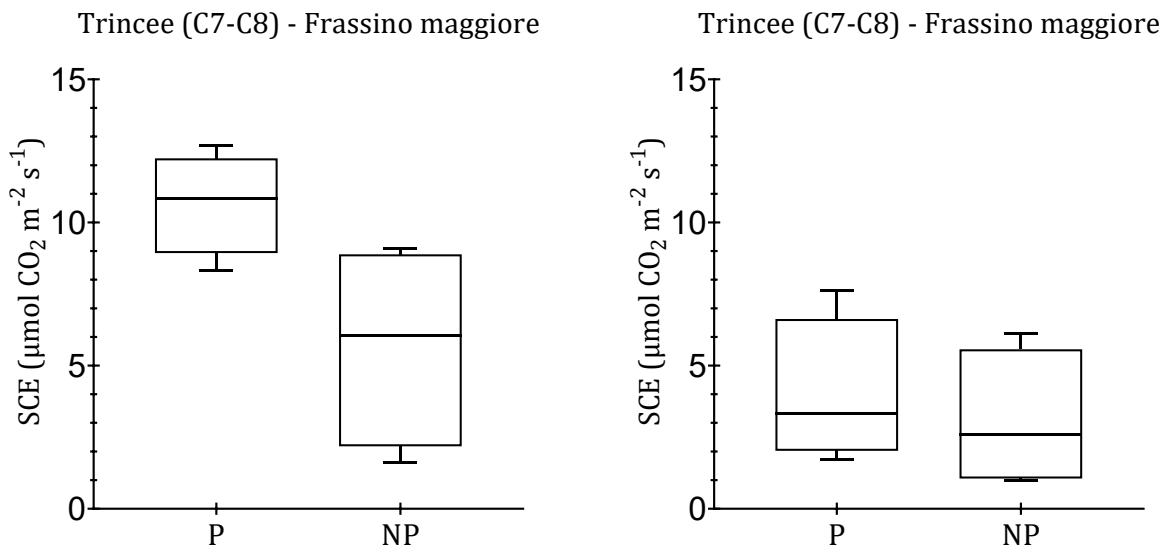 Trincee (C7-C8) - Frassino maggiore
15
10
5
0
SCE (µmol CO₂ m⁻² s⁻¹)
P
NP
Trincee (C7-C8) - Frassino maggiore
15
10
5
0
SCE (µmol CO₂ m⁻² s⁻¹)
P
NP